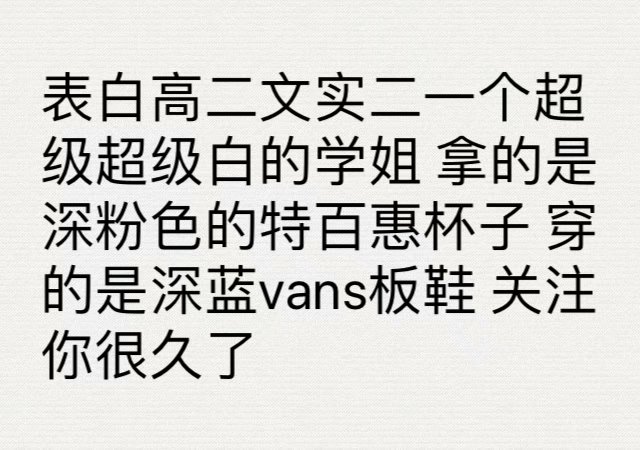 表白高二文实二一个超
级超级白的学姐 拿的是
深粉色的特百惠杯子 穿
的是深蓝vans板鞋 关注
你很久了